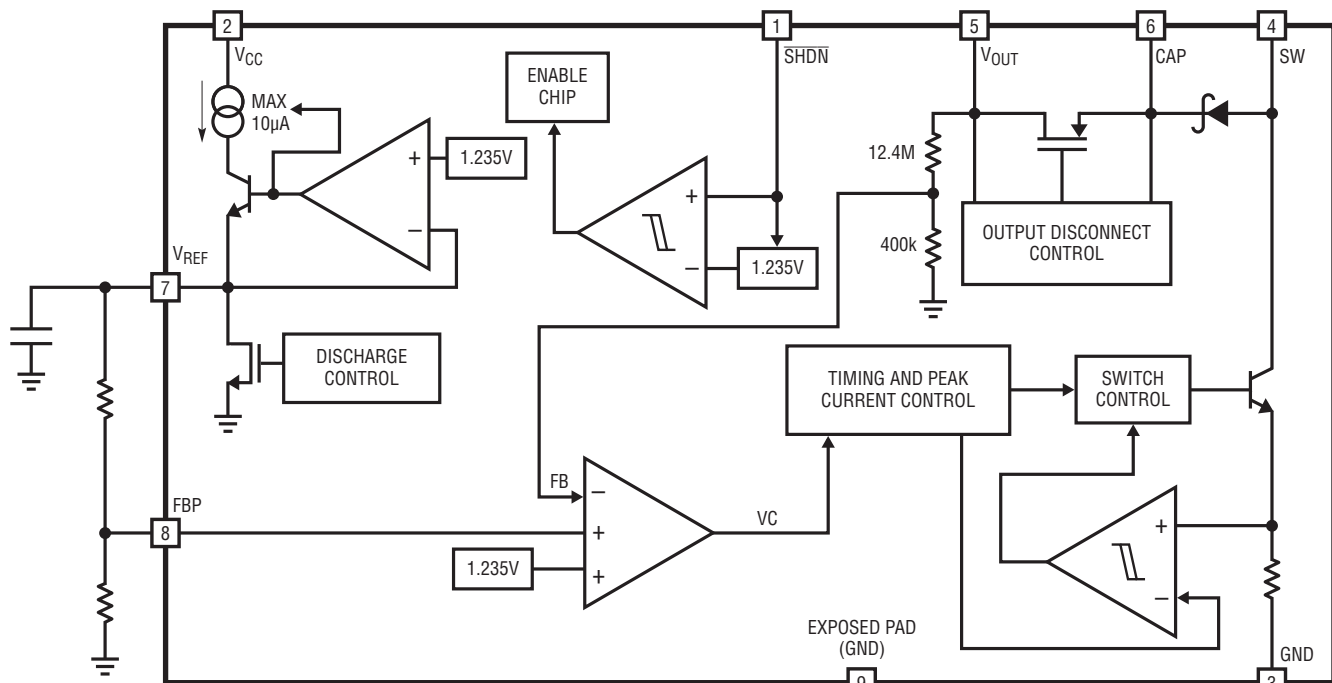 2
1
5
6
4
VCC
SHDN
VOUT
CAP
SW
MAX
10µA
ENABLE
CHIP
+
1.235V
−
12.4M
400k
+
−
1.235V
OUTPUT DISCONNECT
CONTROL
VREF
7
DISCHARGE
CONTROL
TIMING AND PEAK
CURRENT CONTROL
SWITCH
CONTROL
FBP
8
FB
−
+
+
VC
1.235V
+
−
EXPOSED PAD
(GND)
9
GND
3